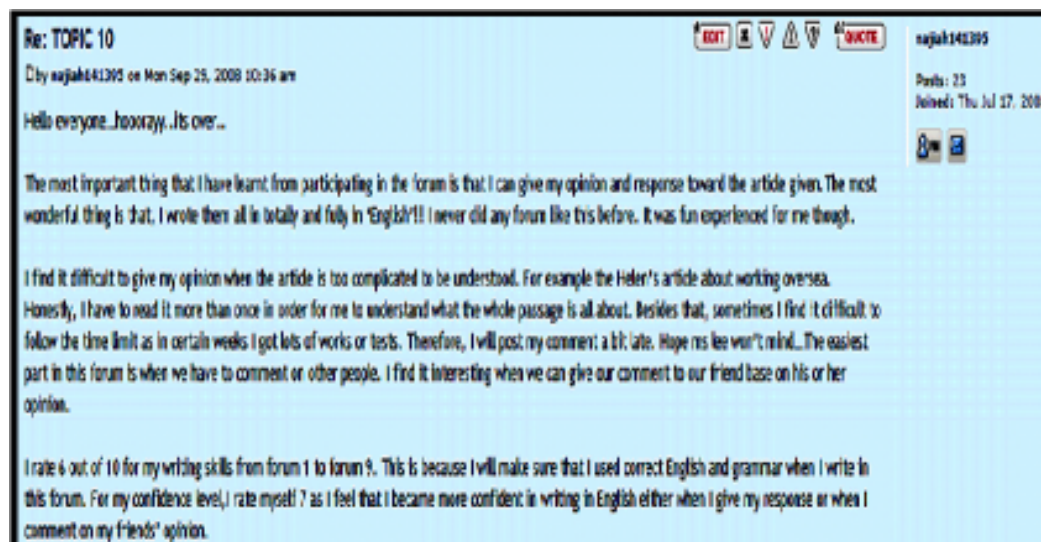 Re: TOPIC 10
EDIT QUOTE
najiah141395
by najiah141395 on Mon Sep 29, 2008 10:36 am
Posts: 23
Joined: Thu Jul 17, 200
Hello everyone...hooorayy...its over...
The most important thing that I have learnt from participating in the forum is that I can give my opinion and response toward the article given. The most
wonderful thing is that, I wrote them all in totally and fully in 'English'!!! I never did any forum like this before. It was fun experienced for me though.
I find it difficult to give my opinion when the article is too complicated to be understood. For example the Helen's article about working oversea.
Honestly, I have to read it more than once in order for me to understand what the whole passage is all about. Besides that, sometimes I find it difficult to
follow the time limit as in certain weeks I got lots of works or tests. Therefore, I will post my comment a bit late. Hope ms lee won't mind...The easiest
part in this forum is when we have to comment on other people. I find it interesting when we can give our comment to our friend base on his or her
opinion.
I rate 6 out of 10 for my writing skills from forum 1 to forum 9. This is because I will make sure that I used correct English and grammar when I write in
this forum. For my confidence level, I rate myself 7 as I feel that I became more confident in writing in English either when I give my response or when I
comment on my friends' opinion.